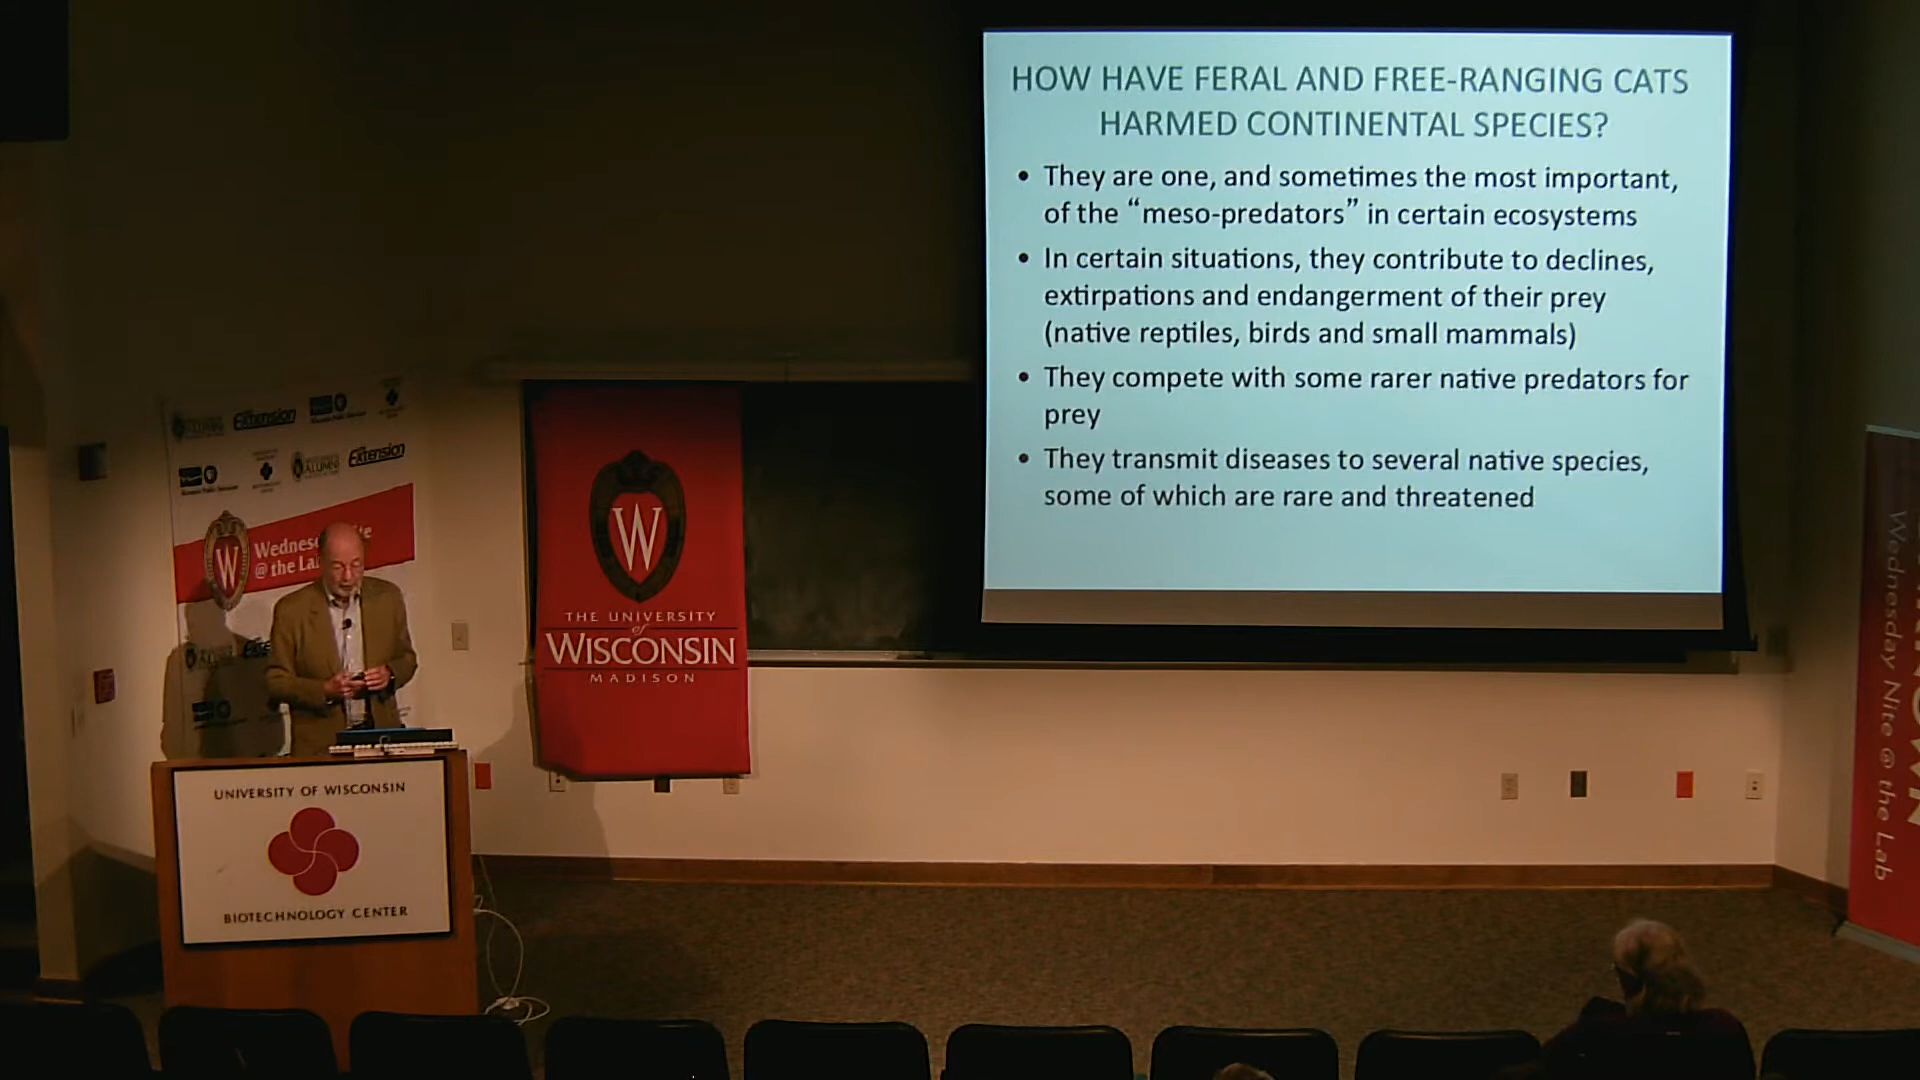 HOW HAVE FERAL AND FREE-RANGING CATS
HARMED CONTINENTAL SPECIES?
• They are one, and sometimes the most important,
of the “meso-predators” in certain ecosystems
• In certain situations, they contribute to declines,
extirpations and endangerment of their prey
(native reptiles, birds and small mammals)
• They compete with some rarer native predators for
prey
• They transmit diseases to several native species,
some of which are rare and threatened
Extension
ALUMNI
Extension
W
Wednes
@ the La
W
THE UNIVERSITY
of
WISCONSIN
MADISON
UNIVERSITY OF WISCONSIN
BIOTECHNOLOGY CENTER
Wednesday Nite @ the Lab